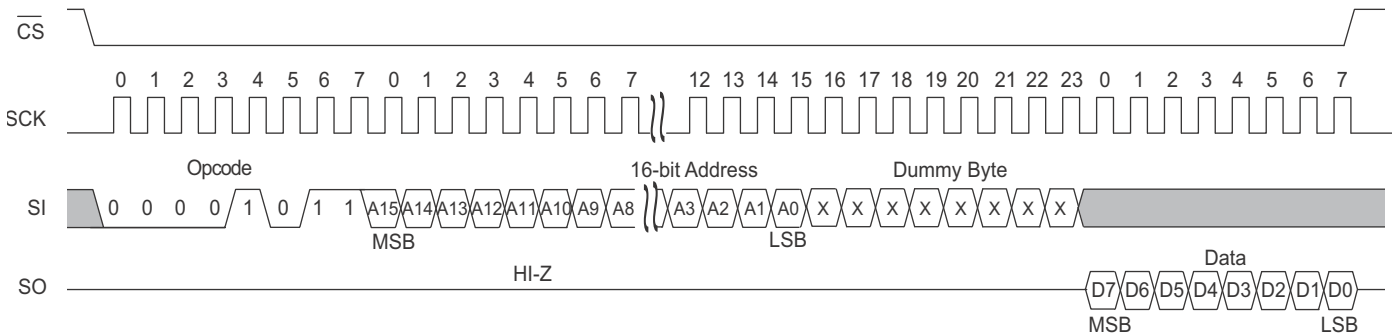 CS
0 1 2 3 4 5 6 7 0 1 2 3 4 5 6 7 12 13 14 15 16 17 18 19 20 21 22 23 0 1 2 3 4 5 6 7
SCK
Opcode 16-bit Address Dummy Byte
SI 0 0 0 0 1 0 1 1 A15 A14 A13 A12 A11 A10 A9 A8 A3 A2 A1 A0 X X X X X X X X
MSB LSB
HI-Z Data
SO D7 D6 D5 D4 D3 D2 D1 D0
MSB LSB